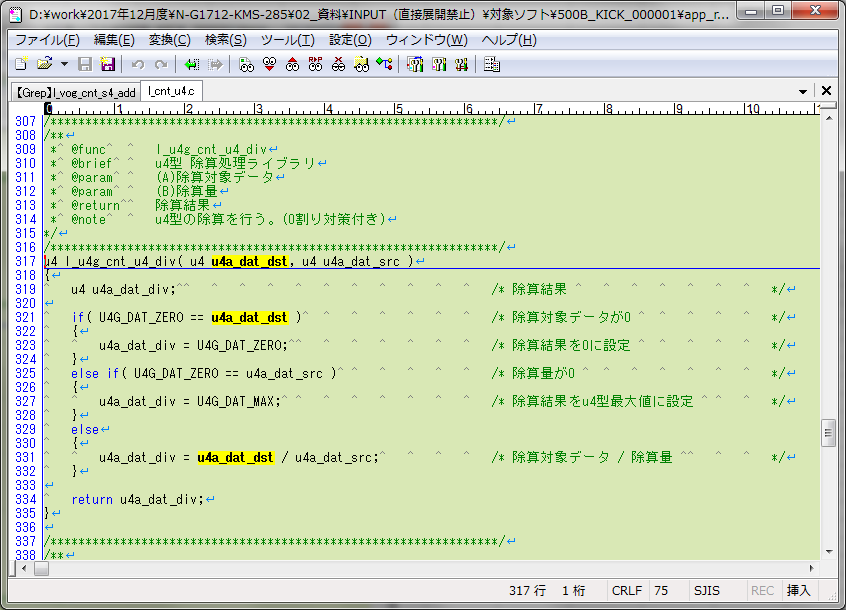 D:¥work¥2017年12月度¥N-G1712-KMS-285¥02_資料¥INPUT（直接展開禁止）¥対象ソフト¥500B_KICK_000001¥app_r...
ファイル(F) 編集(E) 変換(C) 検索(S) ツール(T) 設定(O) ウィンドウ(W) ヘルプ(H)
【Grep】l_vog_cnt_s4_add l_cnt_u4.c
0 1 2 3 4 5 6 7 8 9 10
307 /****************************************************************/
308 /**
309 * @func l_u4g_cnt_u4_div
310 * @brief u4型 除算処理ライブラリ
311 * @param (A)除算対象データ
312 * @param (B)除算量
313 * @return 除算結果
314 * @note u4型の除算を行う。(0割り対策付き)
315 */
316 /****************************************************************/
317 u4 l_u4g_cnt_u4_div( u4 u4a_dat_dst, u4 u4a_dat_src )
318 {
319 u4 u4a_dat_div; /* 除算結果 */
320
321 if( U4G_DAT_ZERO == u4a_dat_dst ) /* 除算対象データが0 */
322 {
323 u4a_dat_div = U4G_DAT_ZERO; /* 除算結果を0に設定 */
324 }
325 else if( U4G_DAT_ZERO == u4a_dat_src ) /* 除算量が0 */
326 {
327 u4a_dat_div = U4G_DAT_MAX; /* 除算結果をu4型最大値に設定 */
328 }
329 else
330 {
331 u4a_dat_div = u4a_dat_dst / u4a_dat_src; /* 除算対象データ / 除算量 */
332 }
333
334 return u4a_dat_div;
335 }
336
337 /****************************************************************/
338 /**
317 行 1 桁 CRLF 75 SJIS REC 挿入